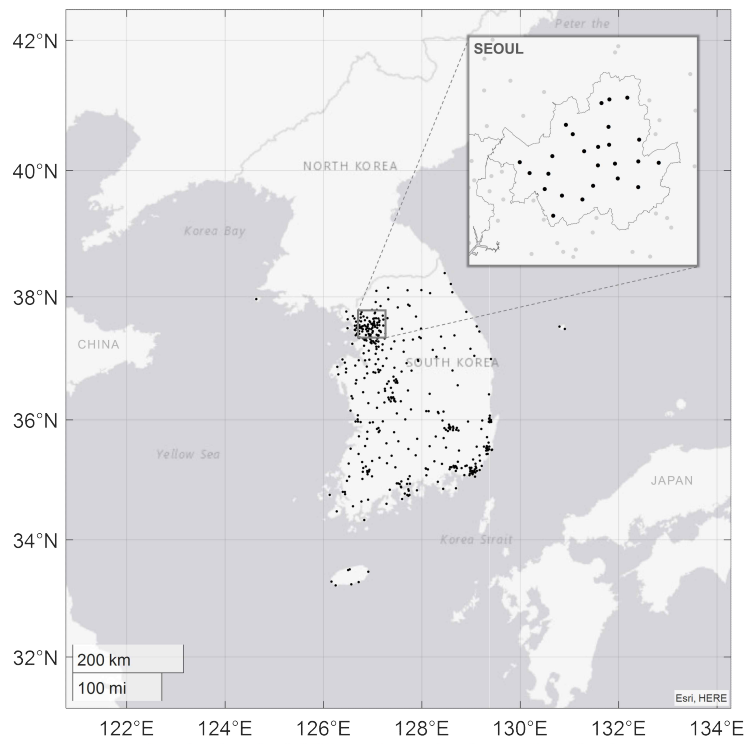 42°N
Peter the
SEOUL
40°N
NORTH KOREA
Korea Bay
38°N
CHINA
SOUTH KOREA
36°N
Yellow Sea
JAPAN
34°N
Korea Strait
32°N
200 km
100 mi
Esri, HERE
122°E 124°E 126°E 128°E 130°E 132°E 134°E